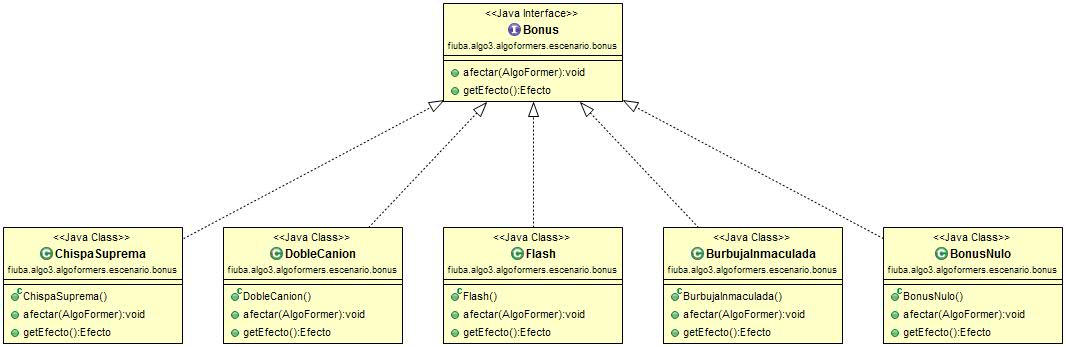 <<Java Interface>>
Bonus
fiuba.algo3.algoformers.escenario.bonus
afectar(AlgoFormer):void
getEfecto():Efecto
<<Java Class>>
ChispaSuprema
fiuba.algo3.algoformers.escenario.bonus
ChispaSuprema()
afectar(AlgoFormer):void
getEfecto():Efecto
<<Java Class>>
DobleCanion
fiuba.algo3.algoformers.escenario.bonus
DobleCanion()
afectar(AlgoFormer):void
getEfecto():Efecto
<<Java Class>>
Flash
fiuba.algo3.algoformers.escenario.bonus
Flash()
afectar(AlgoFormer):void
getEfecto():Efecto
<<Java Class>>
BurbujaInmaculada
fiuba.algo3.algoformers.escenario.bonus
BurbujaInmaculada()
afectar(AlgoFormer):void
getEfecto():Efecto
<<Java Class>>
BonusNulo
fiuba.algo3.algoformers.escenario.bonus
BonusNulo()
afectar(AlgoFormer):void
getEfecto():Efecto